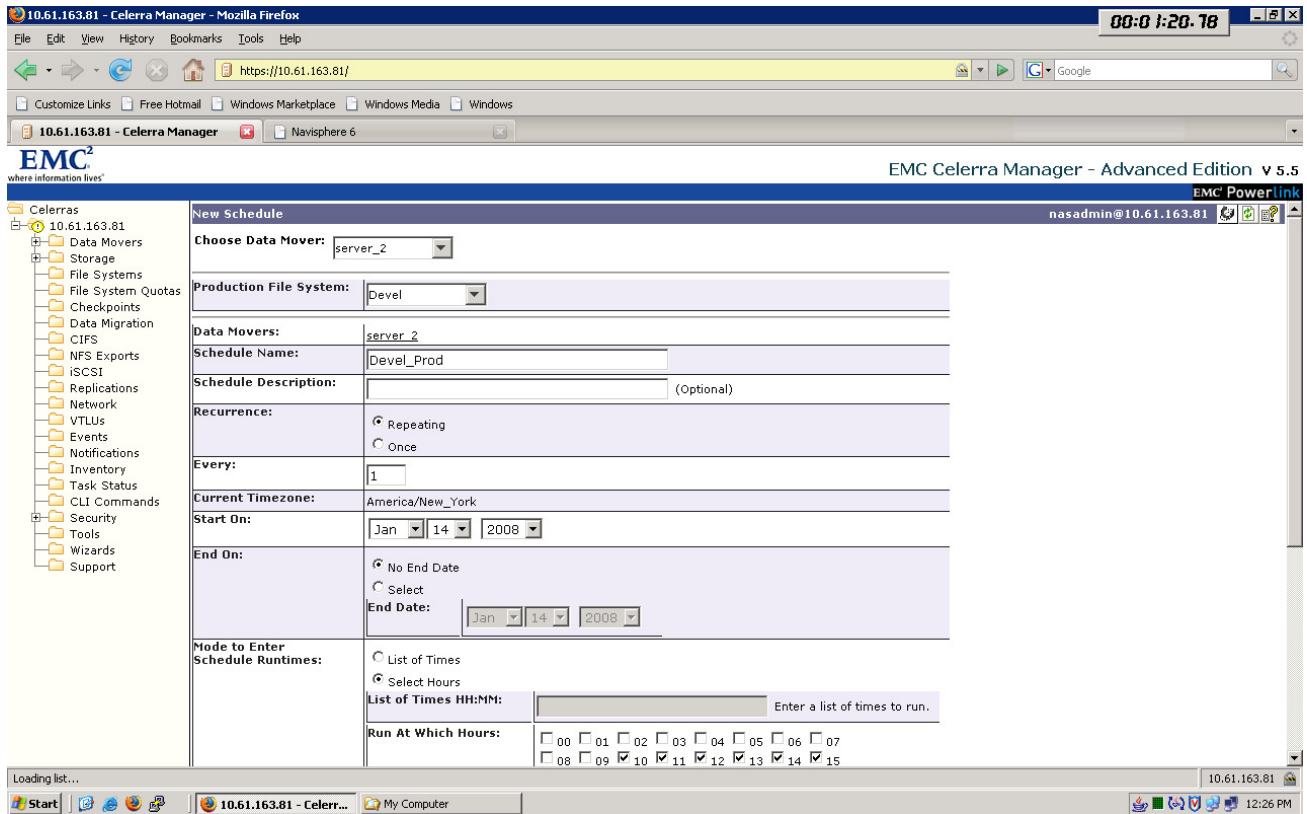 10.61.163.81 - Celerra Manager - Mozilla Firefox
00:01:20.78
File Edit View History Bookmarks Tools Help
https://10.61.163.81/
G Google
Customize Links Free Hotmail Windows Marketplace Windows Media Windows
10.61.163.81 - Celerra Manager Navisphere 6
EMC²
where information lives®
EMC Celerra Manager - Advanced Edition v 5.5
EMC² Powerlink
Celerras
10.61.163.81
Data Movers
Storage
File Systems
File System Quotas
Checkpoints
Data Migration
CIFS
NFS Exports
iSCSI
Replications
Network
VTLUs
Events
Notifications
Inventory
Task Status
CLI Commands
Security
Tools
Wizards
Support
New Schedule nasadmin@10.61.163.81
Choose Data Mover: server_2
Production File System: Devel
Data Movers: server_2
Schedule Name: Devel_Prod
Schedule Description: (Optional)
Recurrence: Repeating
Once
Every: 1
Current Timezone: America/New_York
Start On: Jan 14 2008
End On: No End Date
Select
End Date: Jan 14 2008
Mode to Enter
Schedule Runtimes: List of Times
Select Hours
List of Times HH:MM: Enter a list of times to run.
Run At Which Hours: 00 01 02 03 04 05 06 07
08 09 10 11 12 13 14 15
Loading list... 10.61.163.81
Start 10.61.163.81 - Celerr... My Computer 12:26 PM